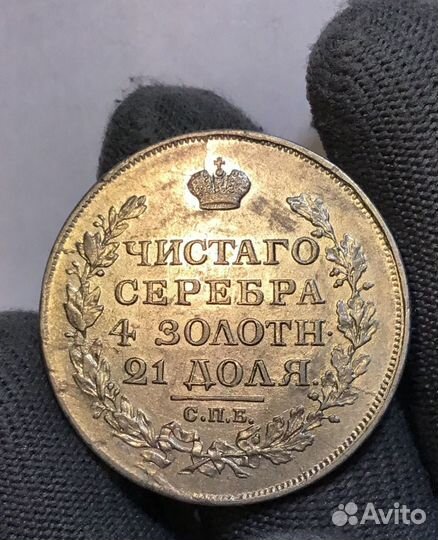 ЧИСТАГО
СЕРЕБРА
4 ЗОЛОТН·
21 ДОЛЯ.
С.П.Б.
Avito